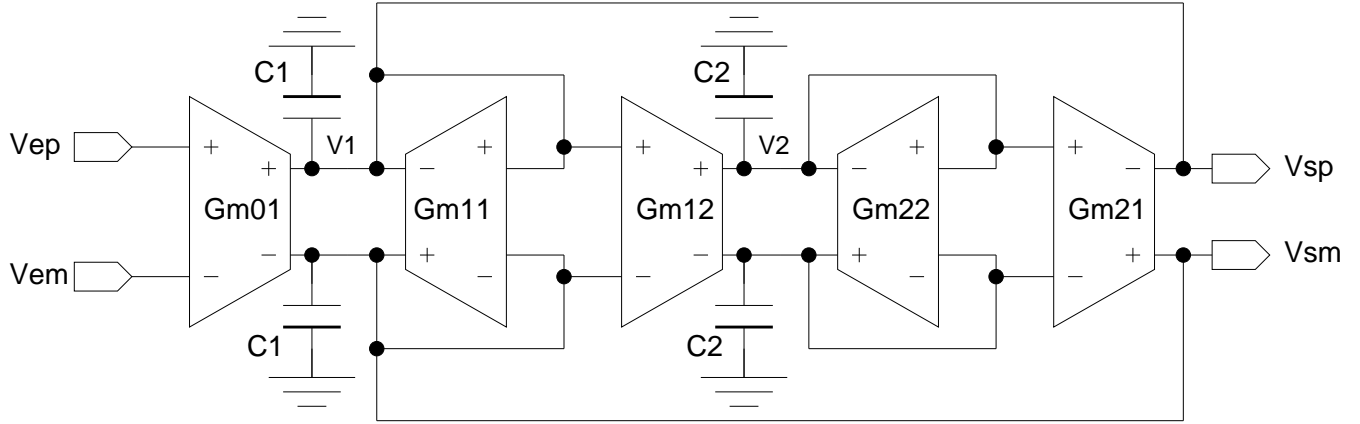 C1
C2
Vep
+
+
V1
−
+
+
+
V2
−
+
+
−
Vsp
Gm01
Gm11
Gm12
Gm22
Gm21
Vem
−
−
+
−
−
−
+
−
−
+
Vsm
C1
C2